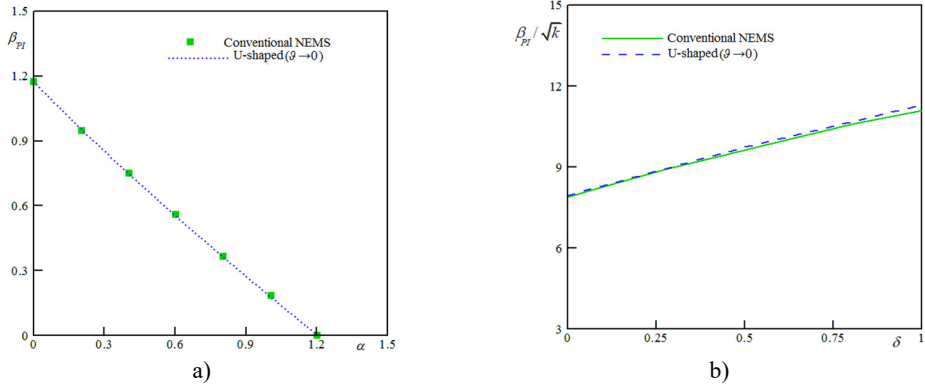 1.5
β_PI
1.2
0.9
0.6
0.3
0
Conventional NEMS
U-shaped (ϑ →0)
0 0.3 0.6 0.9 1.2 α 1.5
a)
15
β_PI / √k
12
9
6
3
Conventional NEMS
U-shaped (ϑ →0)
0 0.25 0.5 0.75 δ 1
b)